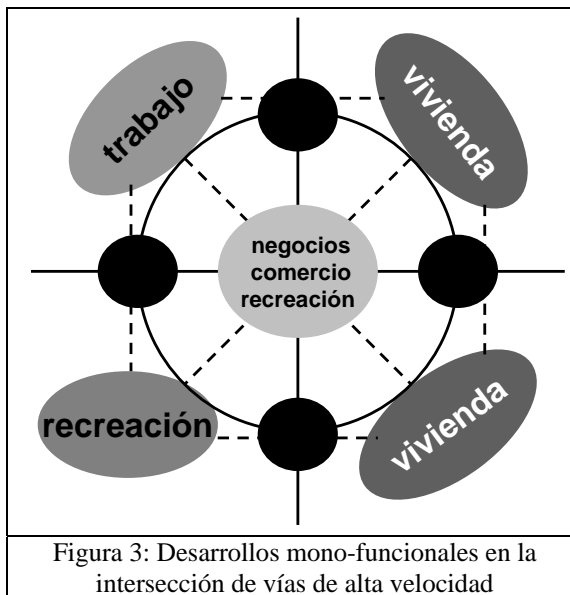 trabajo
vivienda
negocios
comercio
recreación
recreación
vivienda
Figura 3: Desarrollos mono-funcionales en la
intersección de vías de alta velocidad